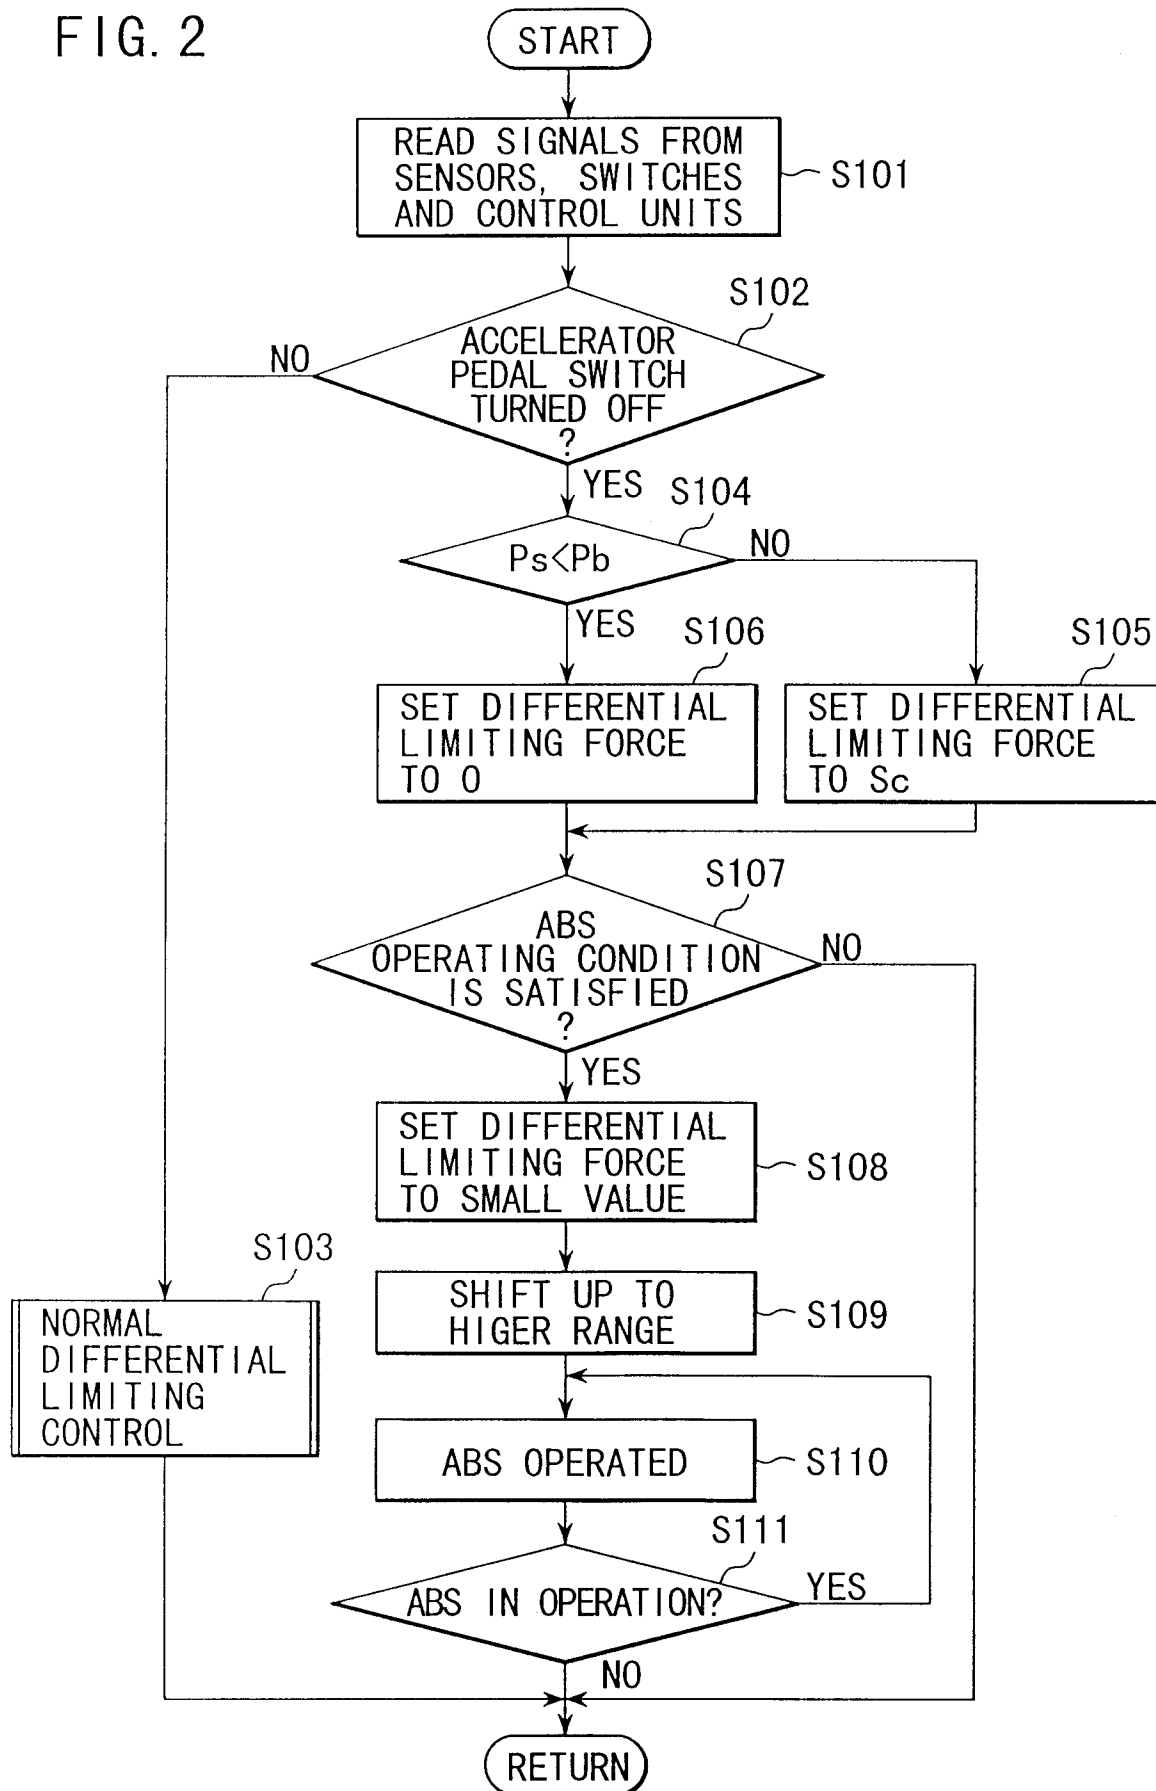 FIG. 2
START
READ SIGNALS FROM
SENSORS, SWITCHES
AND CONTROL UNITS
S101
S102
ACCELERATOR
PEDAL SWITCH
TURNED OFF
?
NO
YES
S104
Ps<Pb
NO
YES
S106
S105
SET DIFFERENTIAL
LIMITING FORCE
TO 0
SET DIFFERENTIAL
LIMITING FORCE
TO Sc
S107
ABS
OPERATING CONDITION
IS SATISFIED
?
NO
YES
SET DIFFERENTIAL
LIMITING FORCE
TO SMALL VALUE
S108
S103
NORMAL
DIFFERENTIAL
LIMITING
CONTROL
SHIFT UP TO
HIGER RANGE
S109
ABS OPERATED
S110
S111
ABS IN OPERATION?
YES
NO
RETURN